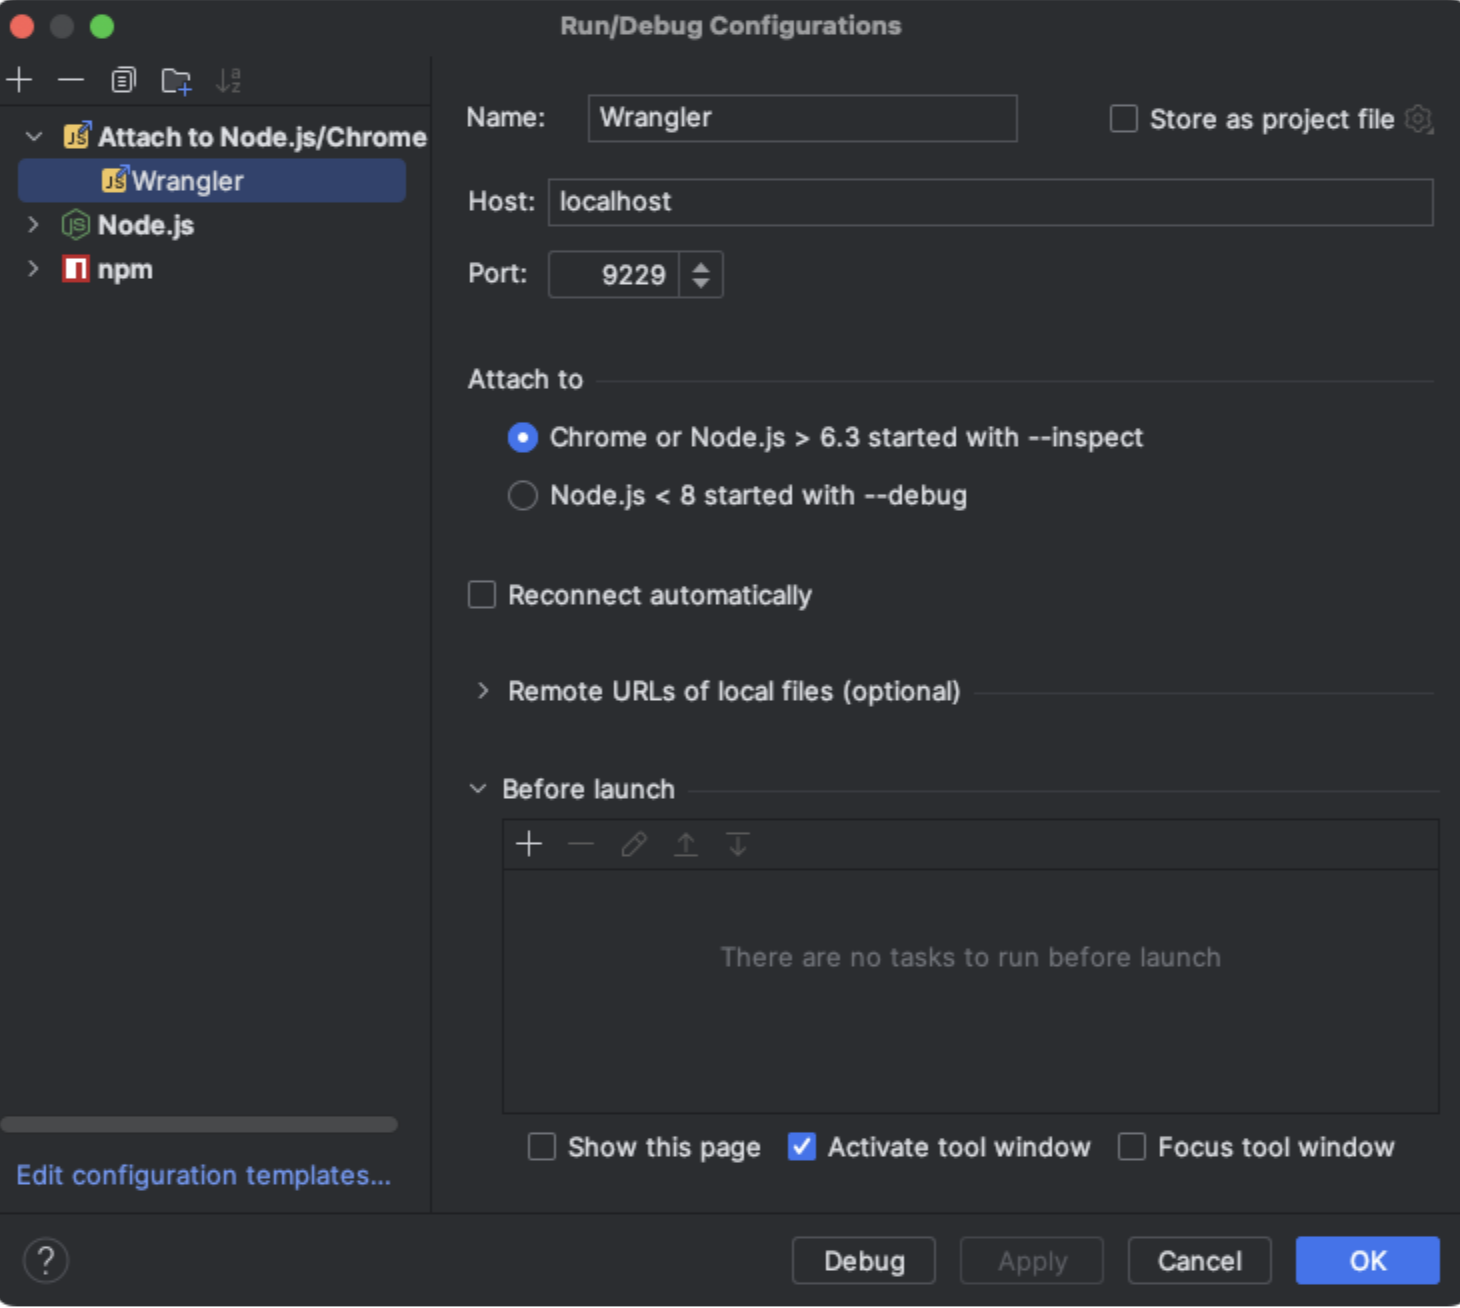 Run/Debug Configurations
Attach to Node.js/Chrome
Wrangler
Node.js
npm
Edit configuration templates...
Name: Wrangler
Store as project file
Host: localhost
Port: 9229
Attach to
Chrome or Node.js > 6.3 started with --inspect
Node.js < 8 started with --debug
Reconnect automatically
Remote URLs of local files (optional)
Before launch
There are no tasks to run before launch
Show this page Activate tool window Focus tool window
? Debug Apply Cancel OK